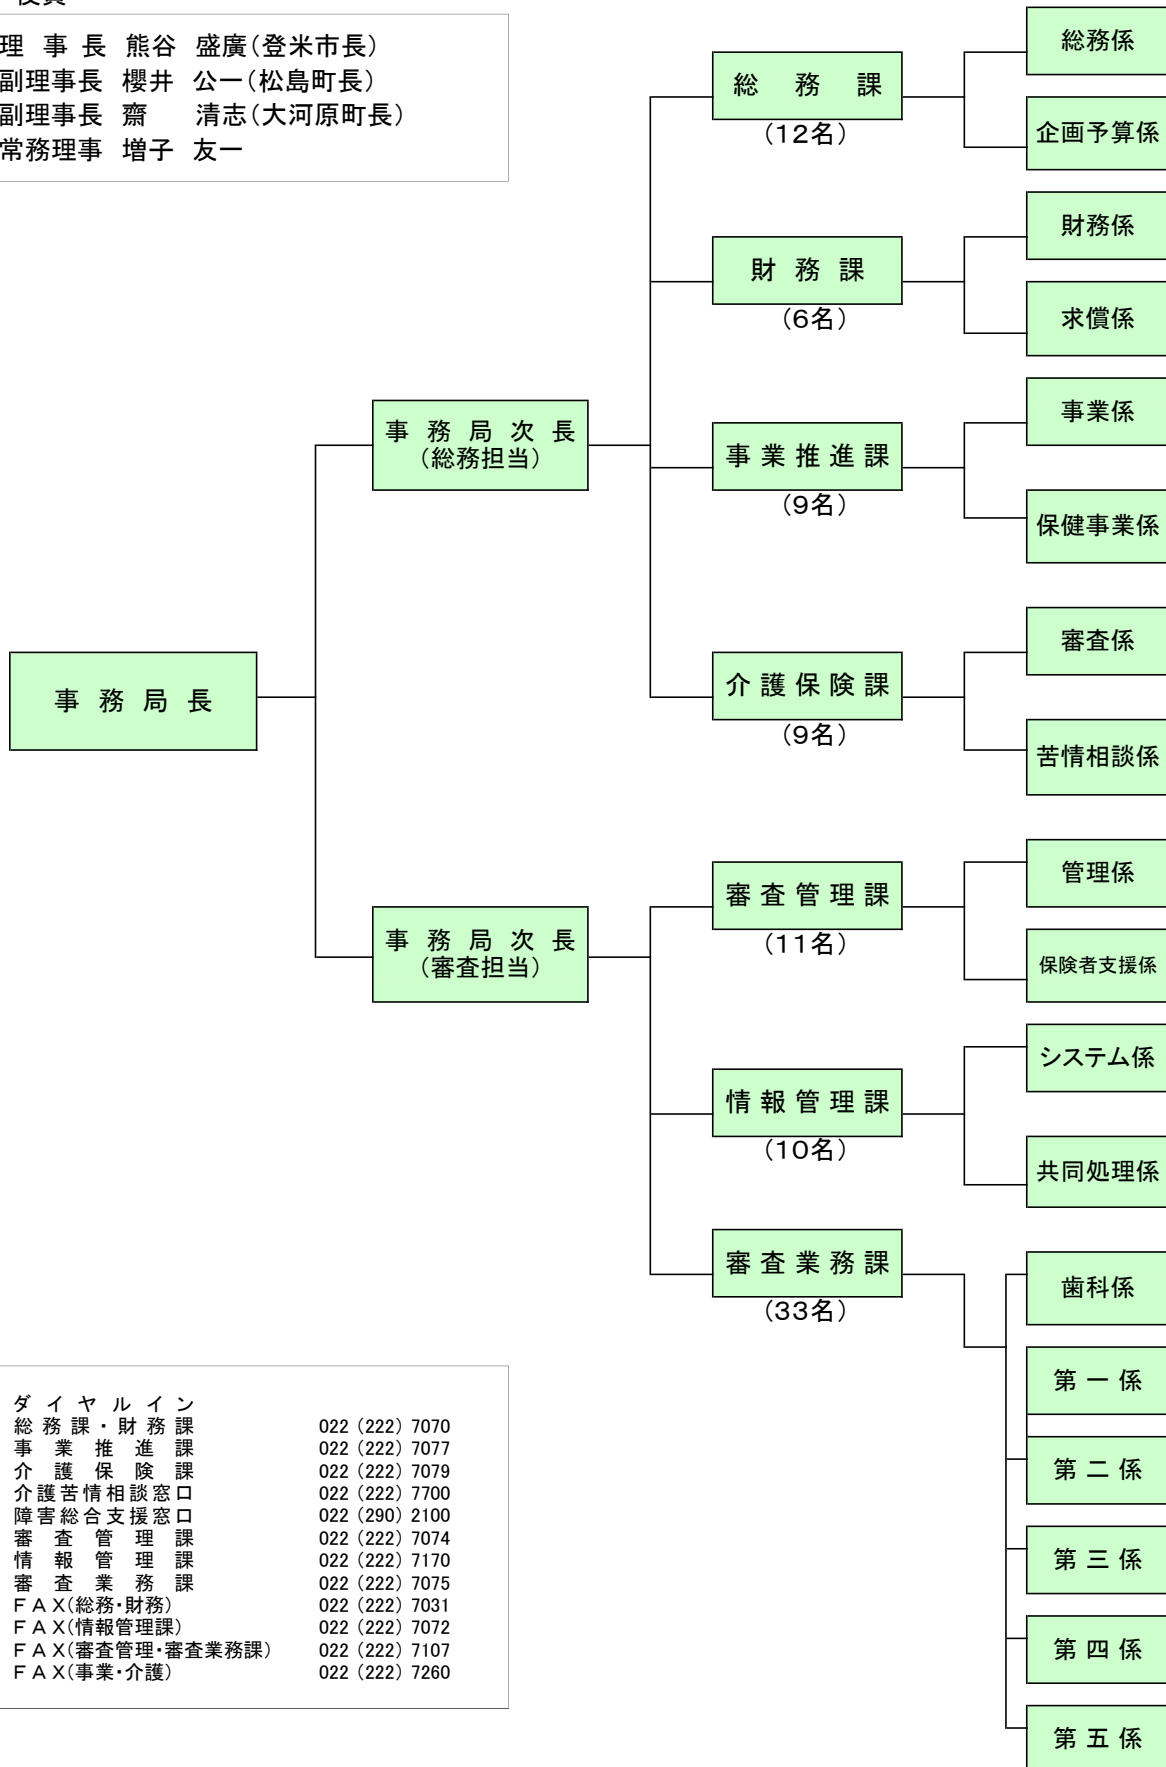 役員
理事長 熊谷 盛廣(登米市長)
副理事長 櫻井 公一(松島町長)
副理事長 齋 清志(大河原町長)
常務理事 増子 友一
事務局長
事務局次長
(総務担当)
総務課
(12名)
総務係
企画予算係
財務課
(6名)
財務係
求償係
事業推進課
(9名)
事業係
保健事業係
介護保険課
(9名)
審査係
苦情相談係
事務局次長
(審査担当)
審査管理課
(11名)
管理係
保険者支援係
情報管理課
(10名)
システム係
共同処理係
審査業務課
(33名)
歯科係
第一係
第二係
第三係
第四係
第五係
ダイヤルイン
総務課・財務課 022(222)7070
事業推進課 022(222)7077
介護保険課 022(222)7079
介護苦情相談窓口 022(222)7700
障害総合支援窓口 022(290)2100
審査管理課 022(222)7074
情報管理課 022(222)7170
審査業務課 022(222)7075
FAX(総務・財務) 022(222)7031
FAX(情報管理課) 022(222)7072
FAX(審査管理・審査業務課) 022(222)7107
FAX(事業・介護) 022(222)7260